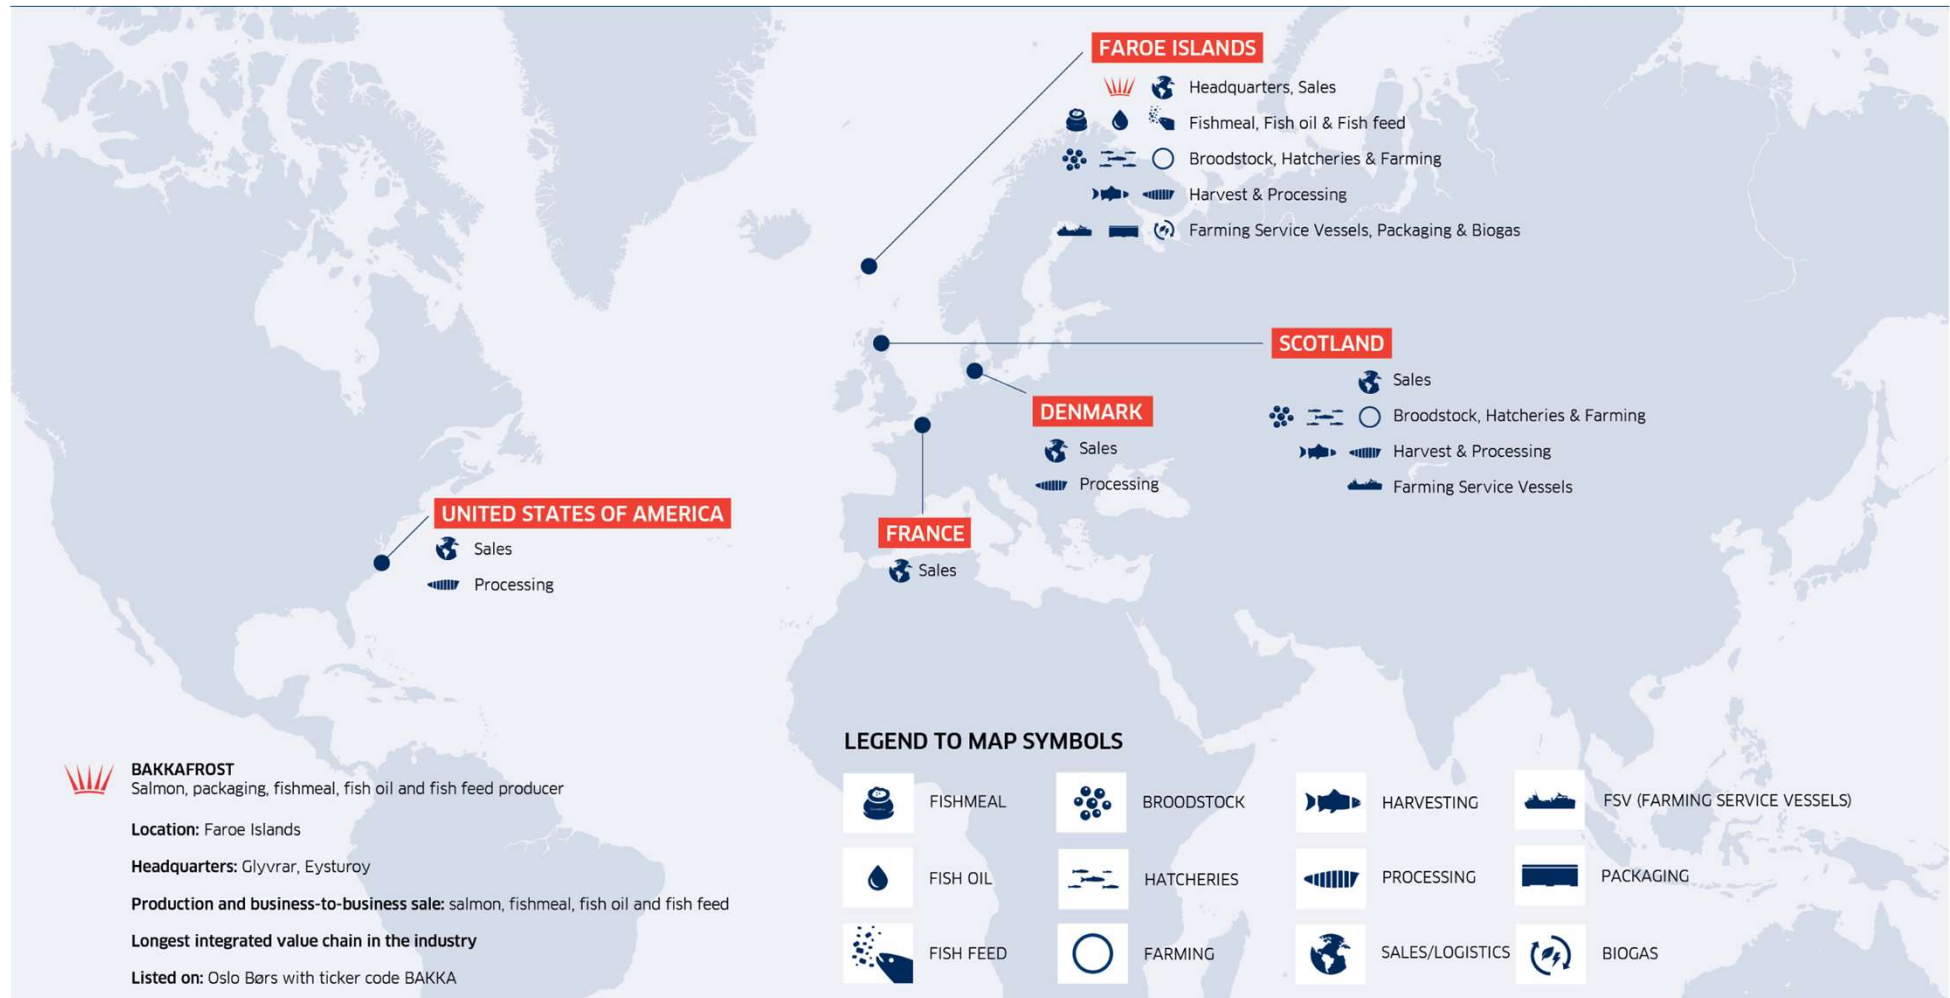 FAROE ISLANDS
Headquarters, Sales
Fishmeal, Fish oil & Fish feed
Broodstock, Hatcheries & Farming
Harvest & Processing
Farming Service Vessels, Packaging & Biogas
SCOTLAND
Sales
Broodstock, Hatcheries & Farming
Harvest & Processing
Farming Service Vessels
DENMARK
Sales
Processing
FRANCE
Sales
UNITED STATES OF AMERICA
Sales
Processing
BAKKAFROST
Salmon, packaging, fishmeal, fish oil and fish feed producer
Location: Faroe Islands
Headquarters: Glyvrar, Eysturoy
Production and business-to-business sale: salmon, fishmeal, fish oil and fish feed
Longest integrated value chain in the industry
Listed on: Oslo Børs with ticker code BAKKA
LEGEND TO MAP SYMBOLS
FISHMEAL
BROODSTOCK
HARVESTING
FSV (FARMING SERVICE VESSELS)
FISH OIL
HATCHERIES
PROCESSING
PACKAGING
FISH FEED
FARMING
SALES/LOGISTICS
BIOGAS